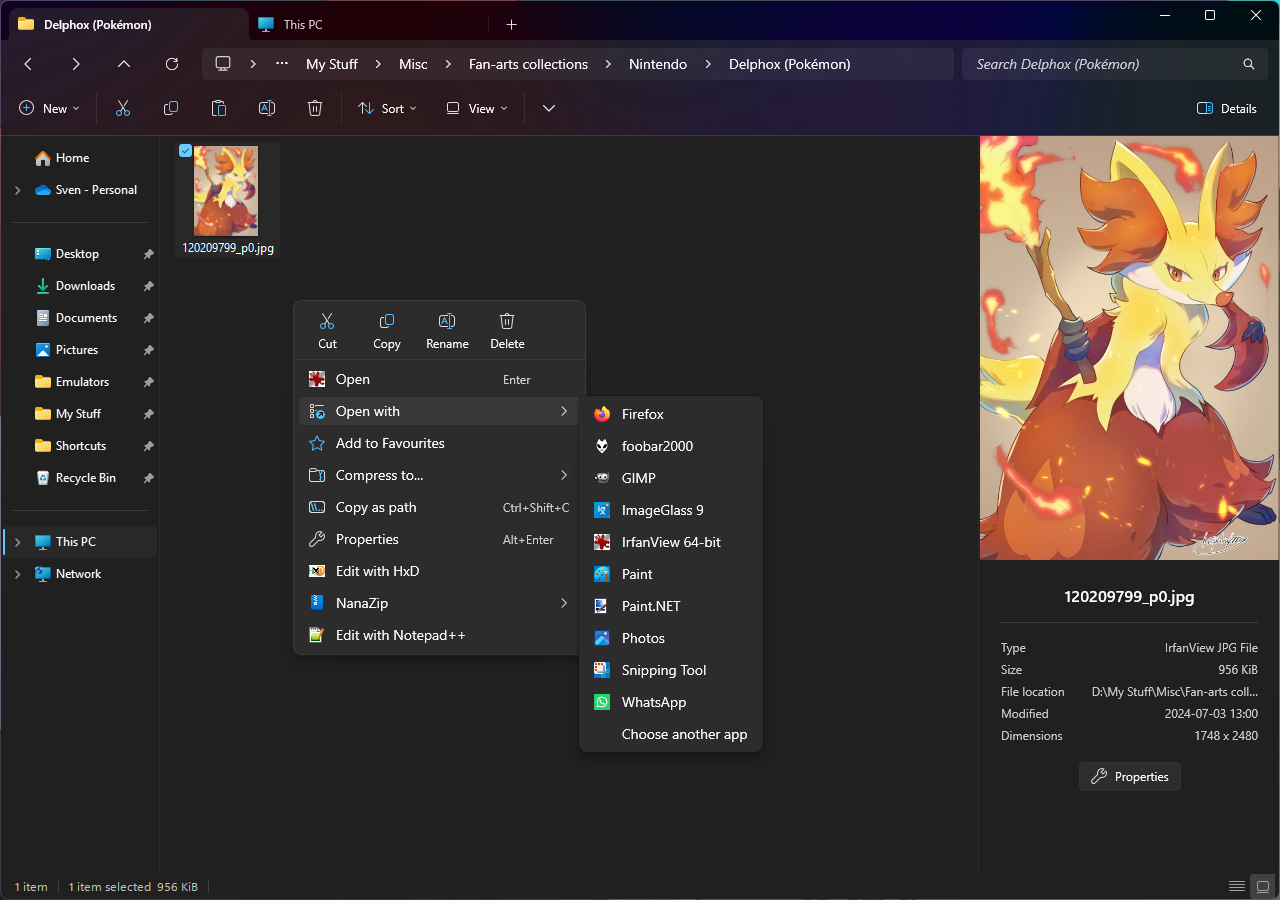 Delphox (Pokémon)
This PC
My Stuff
Misc
Fan-arts collections
Nintendo
Delphox (Pokémon)
Search Delphox (Pokémon)
New
Sort
View
Details
Home
Sven - Personal
Desktop
Downloads
Documents
Pictures
Emulators
My Stuff
Shortcuts
Recycle Bin
This PC
Network
120209799_p0.jpg
Cut
Copy
Rename
Delete
Open Enter
Open with
Add to Favourites
Compress to...
Copy as path Ctrl+Shift+C
Properties Alt+Enter
Edit with HxD
NanaZip
Edit with Notepad++
Firefox
foobar2000
GIMP
ImageGlass 9
IrfanView 64-bit
Paint
Paint.NET
Photos
Snipping Tool
WhatsApp
Choose another app
120209799_p0.jpg
Type IrfanView JPG File
Size 956 KiB
File location D:\My Stuff\Misc\Fan-arts coll...
Modified 2024-07-03 13:00
Dimensions 1748 x 2480
Properties
1 item 1 item selected 956 KiB